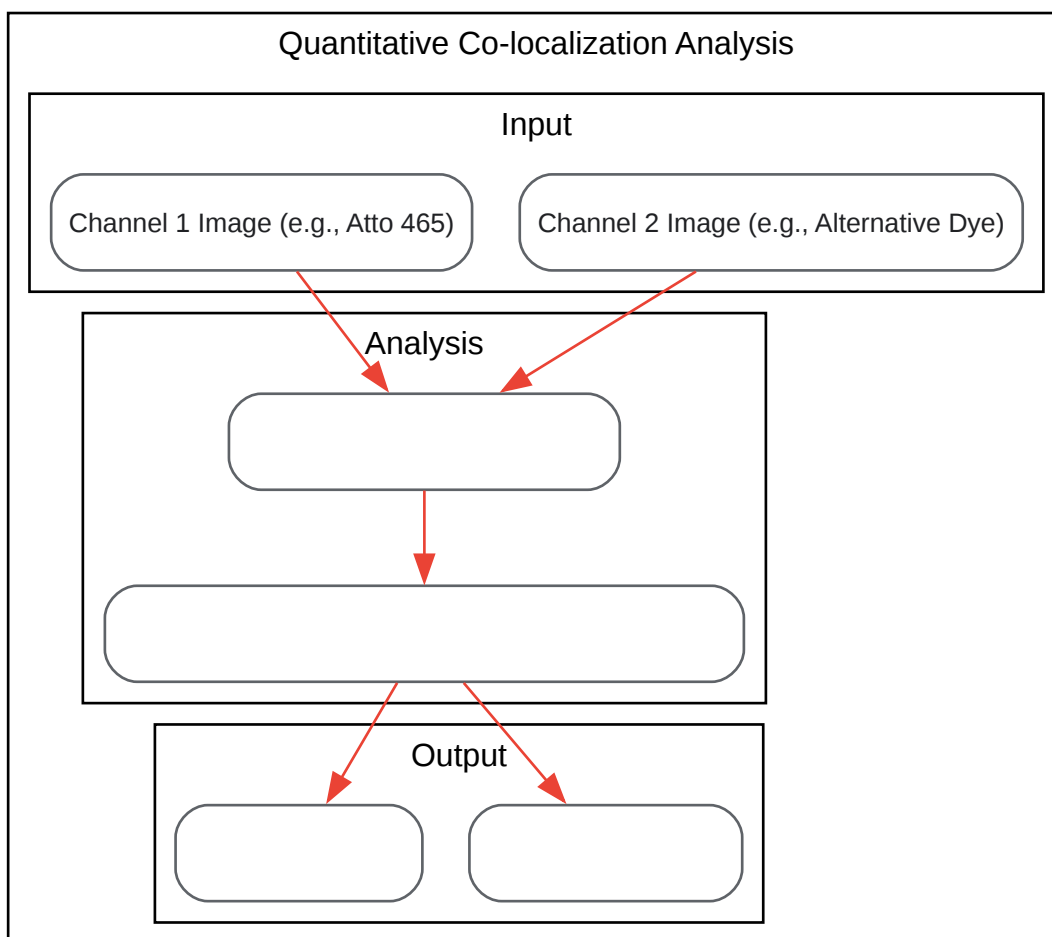 Quantitative Co-localization Analysis
Input
Channel 1 Image (e.g., Atto 465)
Channel 2 Image (e.g., Alternative Dye)
Analysis
Output